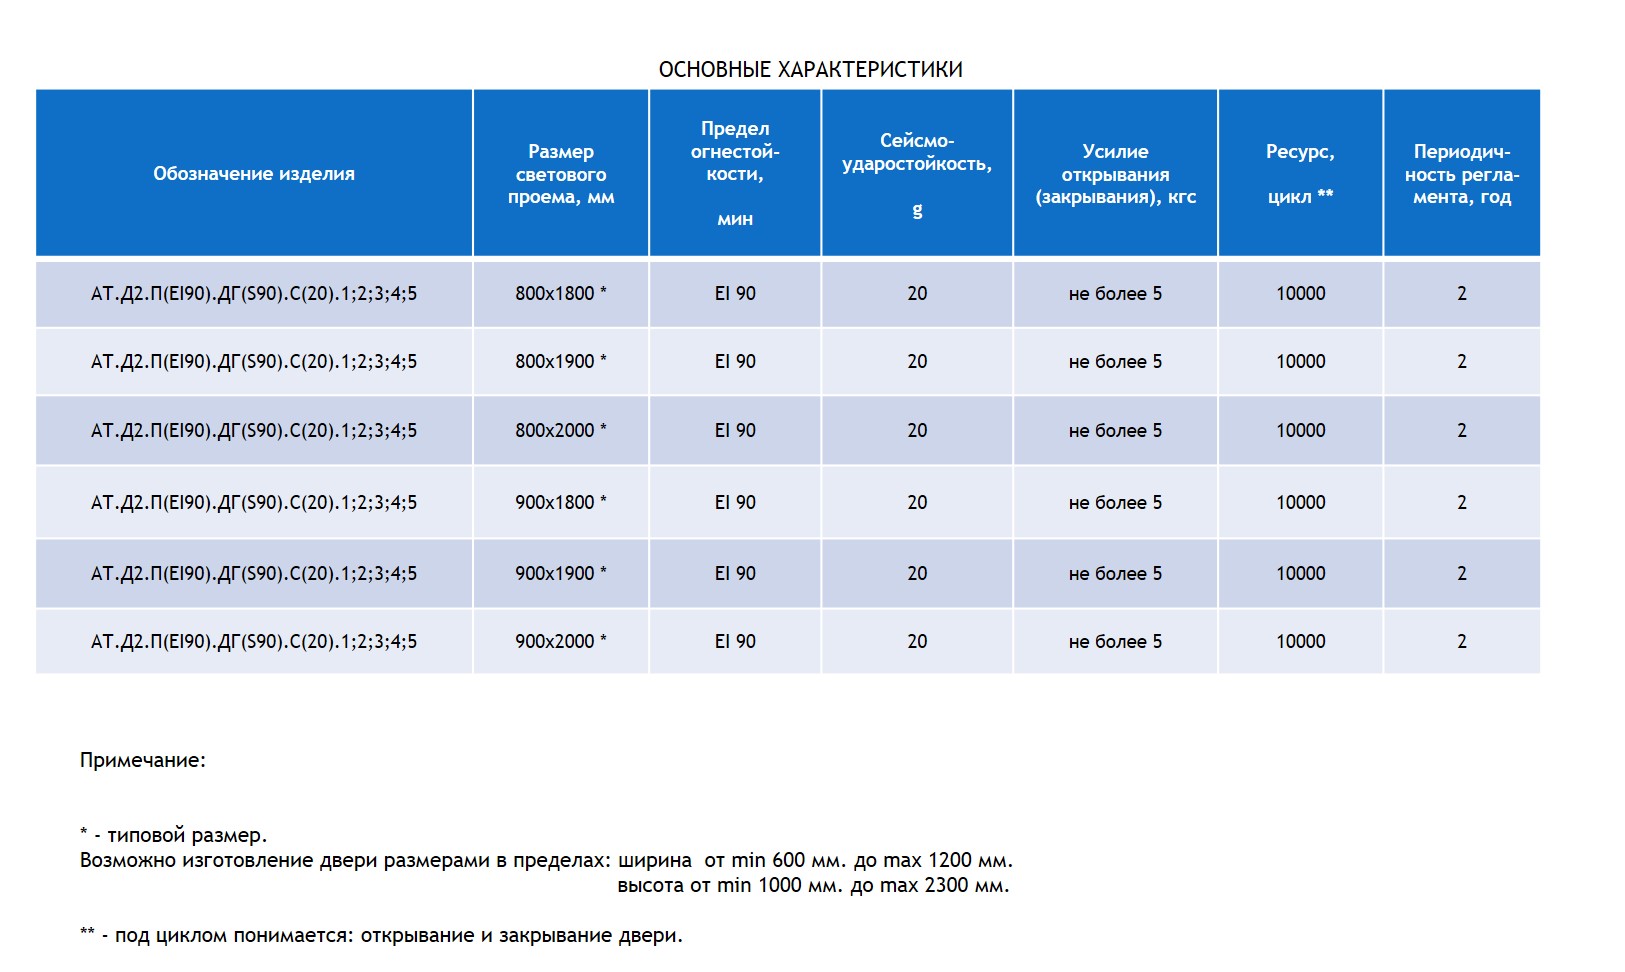 ОСНОВНЫЕ ХАРАКТЕРИСТИКИ
Обозначение изделия
Размер
светового
проема, мм
Предел
огнестой-
кости,
мин
Сейсмо-
ударостойкость,
g
Усилие
открывания
(закрывания), кгс
Ресурс,
цикл **
Периодич-
ность регла-
мента, год
АТ.Д2.П(EI90).ДГ(S90).С(20).1;2;3;4;5 800х1800 * EI 90 20 не более 5 10000 2
АТ.Д2.П(EI90).ДГ(S90).С(20).1;2;3;4;5 800х1900 * EI 90 20 не более 5 10000 2
АТ.Д2.П(EI90).ДГ(S90).С(20).1;2;3;4;5 800х2000 * EI 90 20 не более 5 10000 2
АТ.Д2.П(EI90).ДГ(S90).С(20).1;2;3;4;5 900х1800 * EI 90 20 не более 5 10000 2
АТ.Д2.П(EI90).ДГ(S90).С(20).1;2;3;4;5 900х1900 * EI 90 20 не более 5 10000 2
АТ.Д2.П(EI90).ДГ(S90).С(20).1;2;3;4;5 900х2000 * EI 90 20 не более 5 10000 2
Примечание:
* - типовой размер.
Возможно изготовление двери размерами в пределах: ширина от min 600 мм. до max 1200 мм.
высота от min 1000 мм. до max 2300 мм.
** - под циклом понимается: открывание и закрывание двери.